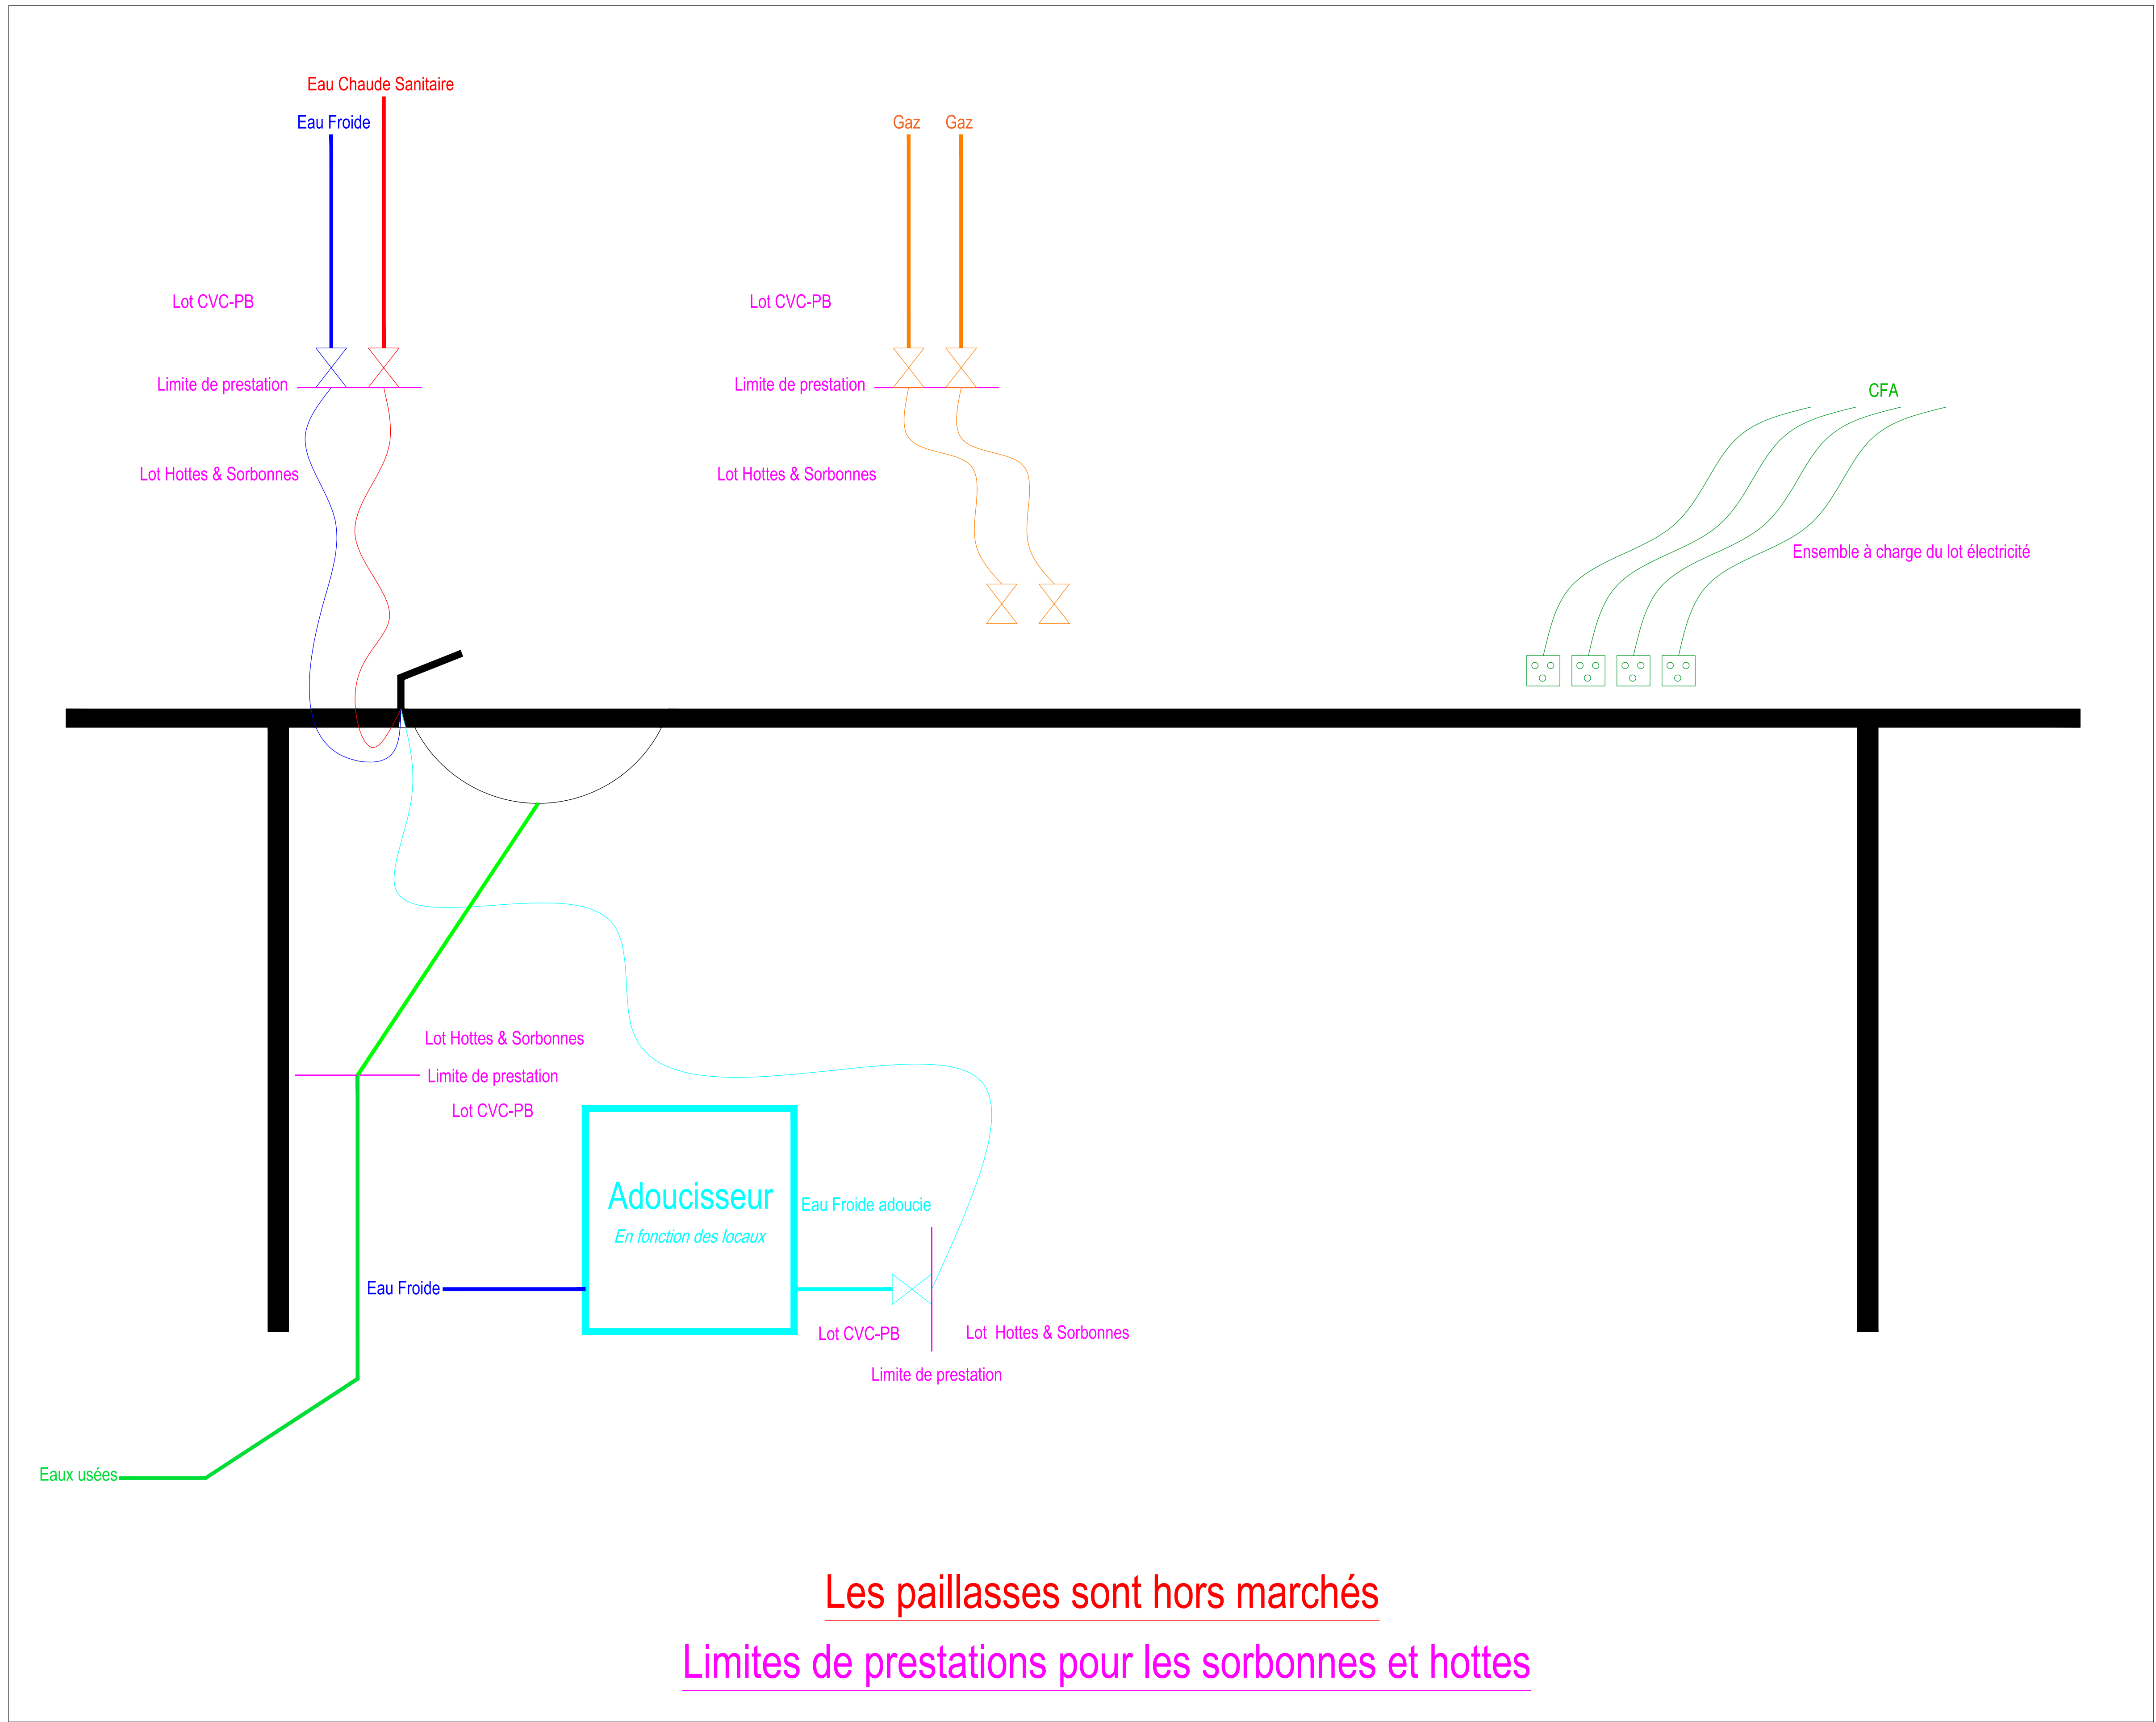 Eau Chaude Sanitaire
Eau Froide
Gaz Gaz
Lot CVC-PB
Lot CVC-PB
Limite de prestation
Limite de prestation
CFA
Lot Hottes & Sorbonnes
Lot Hottes & Sorbonnes
Ensemble à charge du lot électricité
Lot Hottes & Sorbonnes
Limite de prestation
Lot CVC-PB
Adoucisseur
En fonction des locaux
Eau Froide adoucie
Eau Froide
Lot CVC-PB
Lot  Hottes & Sorbonnes
Limite de prestation
Eaux usées
Les paillasses sont hors marchés
Limites de prestations pour les sorbonnes et hottes